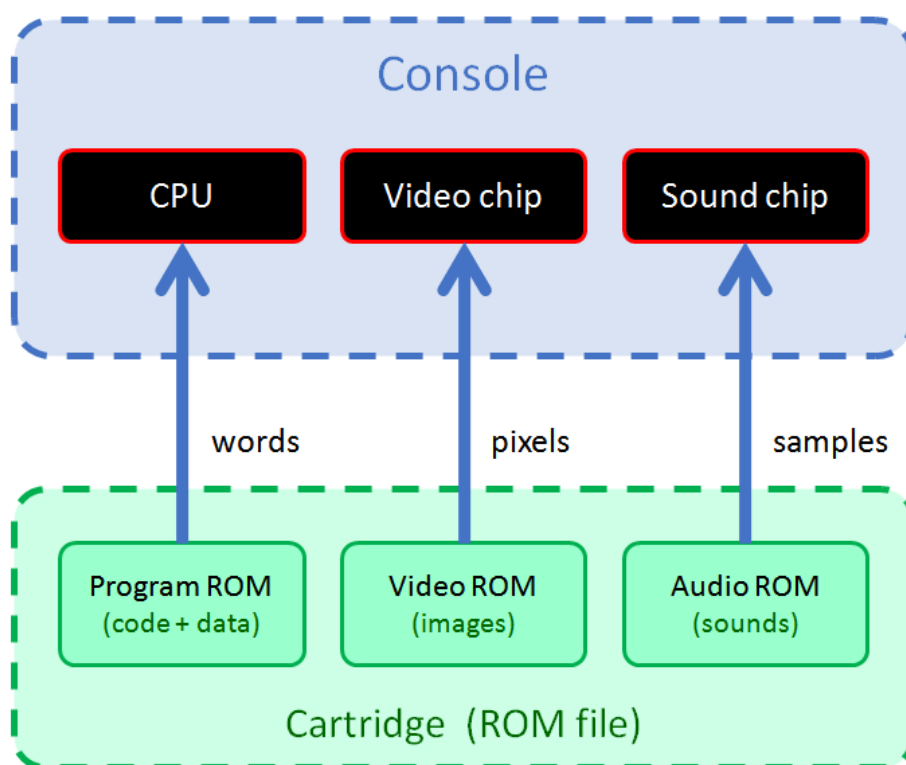 Console
CPU
Video chip
Sound chip
words
pixels
samples
Program ROM
(code + data)
Video ROM
(images)
Audio ROM
(sounds)
Cartridge (ROM file)